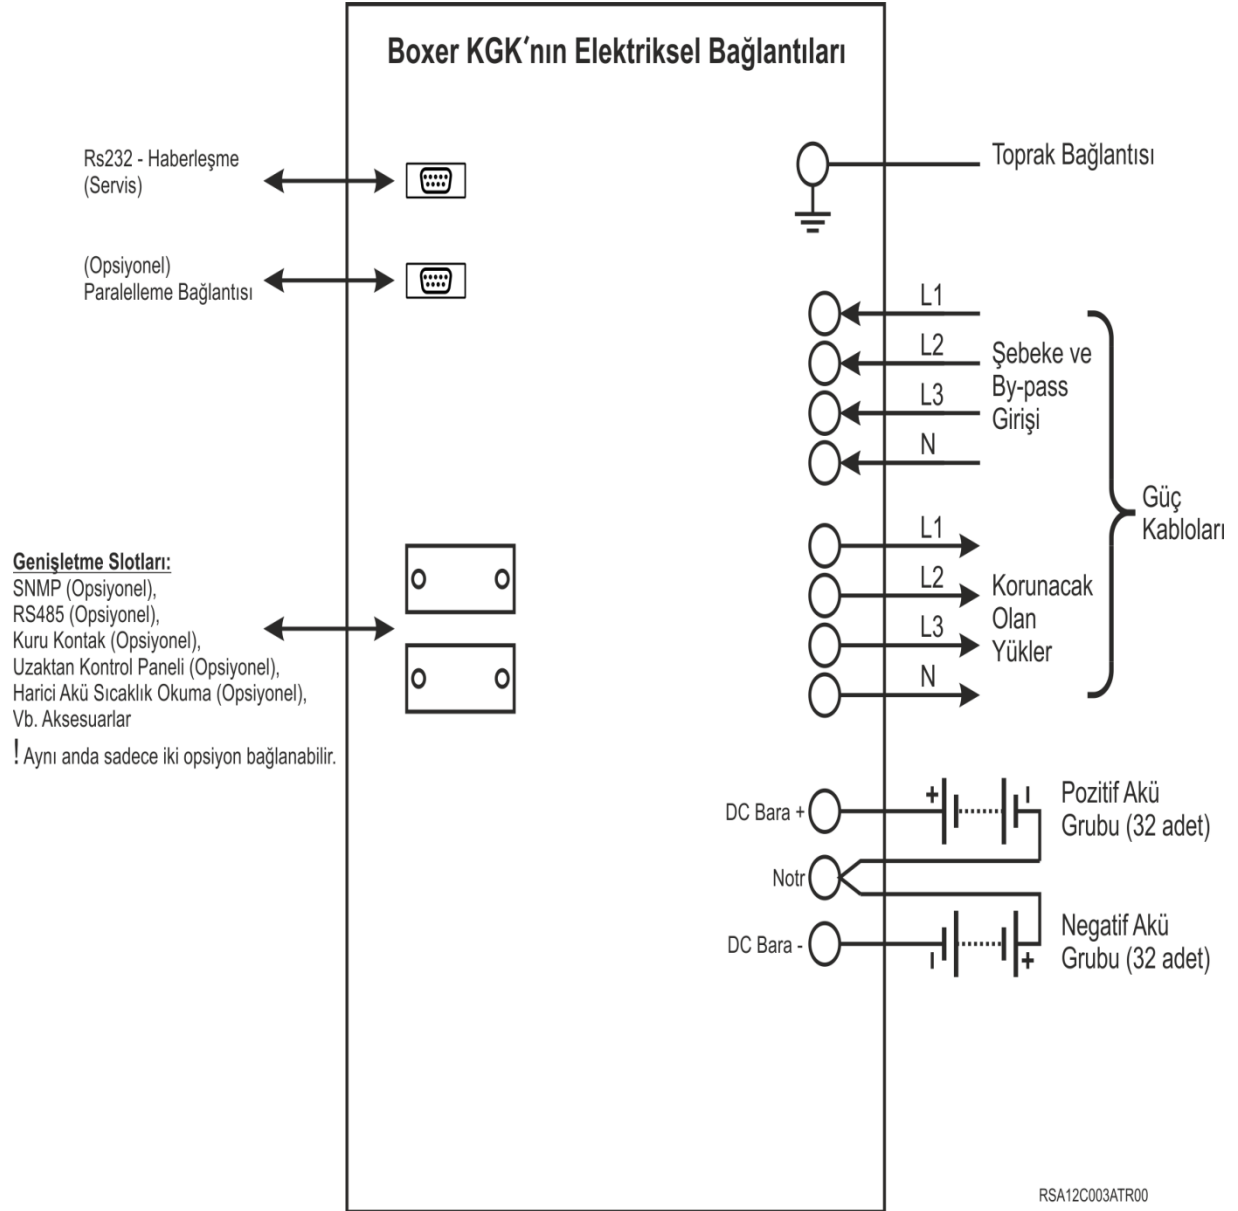 Boxer KGK'nın Elektriksel Bağlantıları
Rs232 - Haberleşme
(Servis)
(Opsiyonel)
Paralelleme Bağlantısı
Genişletme Slotları:
SNMP (Opsiyonel),
RS485 (Opsiyonel),
Kuru Kontak (Opsiyonel),
Uzaktan Kontrol Paneli (Opsiyonel),
Harici Akü Sıcaklık Okuma (Opsiyonel),
Vb. Aksesuarlar
! Aynı anda sadece iki opsiyon bağlanabilir.
Toprak Bağlantısı
L1
L2
L3
N
Şebeke ve
By-pass
Girişi
L1
L2
L3
N
Korunacak
Olan
Yükler
Güç
Kabloları
DC Bara +
+
-
Pozitif Akü
Grubu (32 adet)
Notr
DC Bara -
-
+
Negatif Akü
Grubu (32 adet)
RSA12C003ATR00